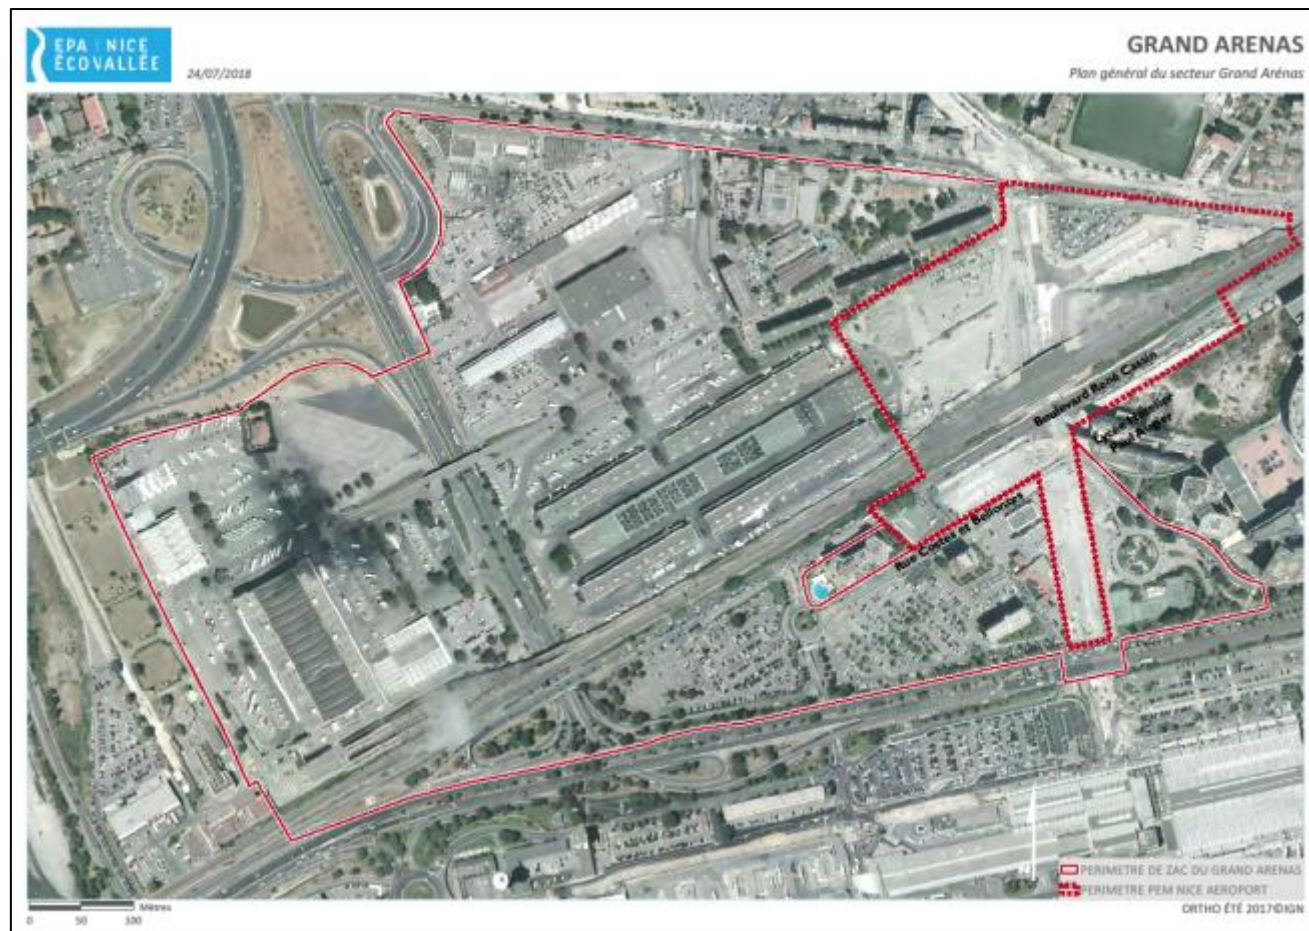 EPA NICE
ÉCOVALLÉE
24/07/2018
GRAND ARENAS
Plan général du secteur Grand Arénas
Boulevard René Cassin
Rue Costes et Bellontes
PERIMETRE DE ZAC DU GRAND ARENAS
PERIMETRE PEM NICE AEROPORT
ORTHO ÉTÉ 2017©IGN
Mètres
0 50 100